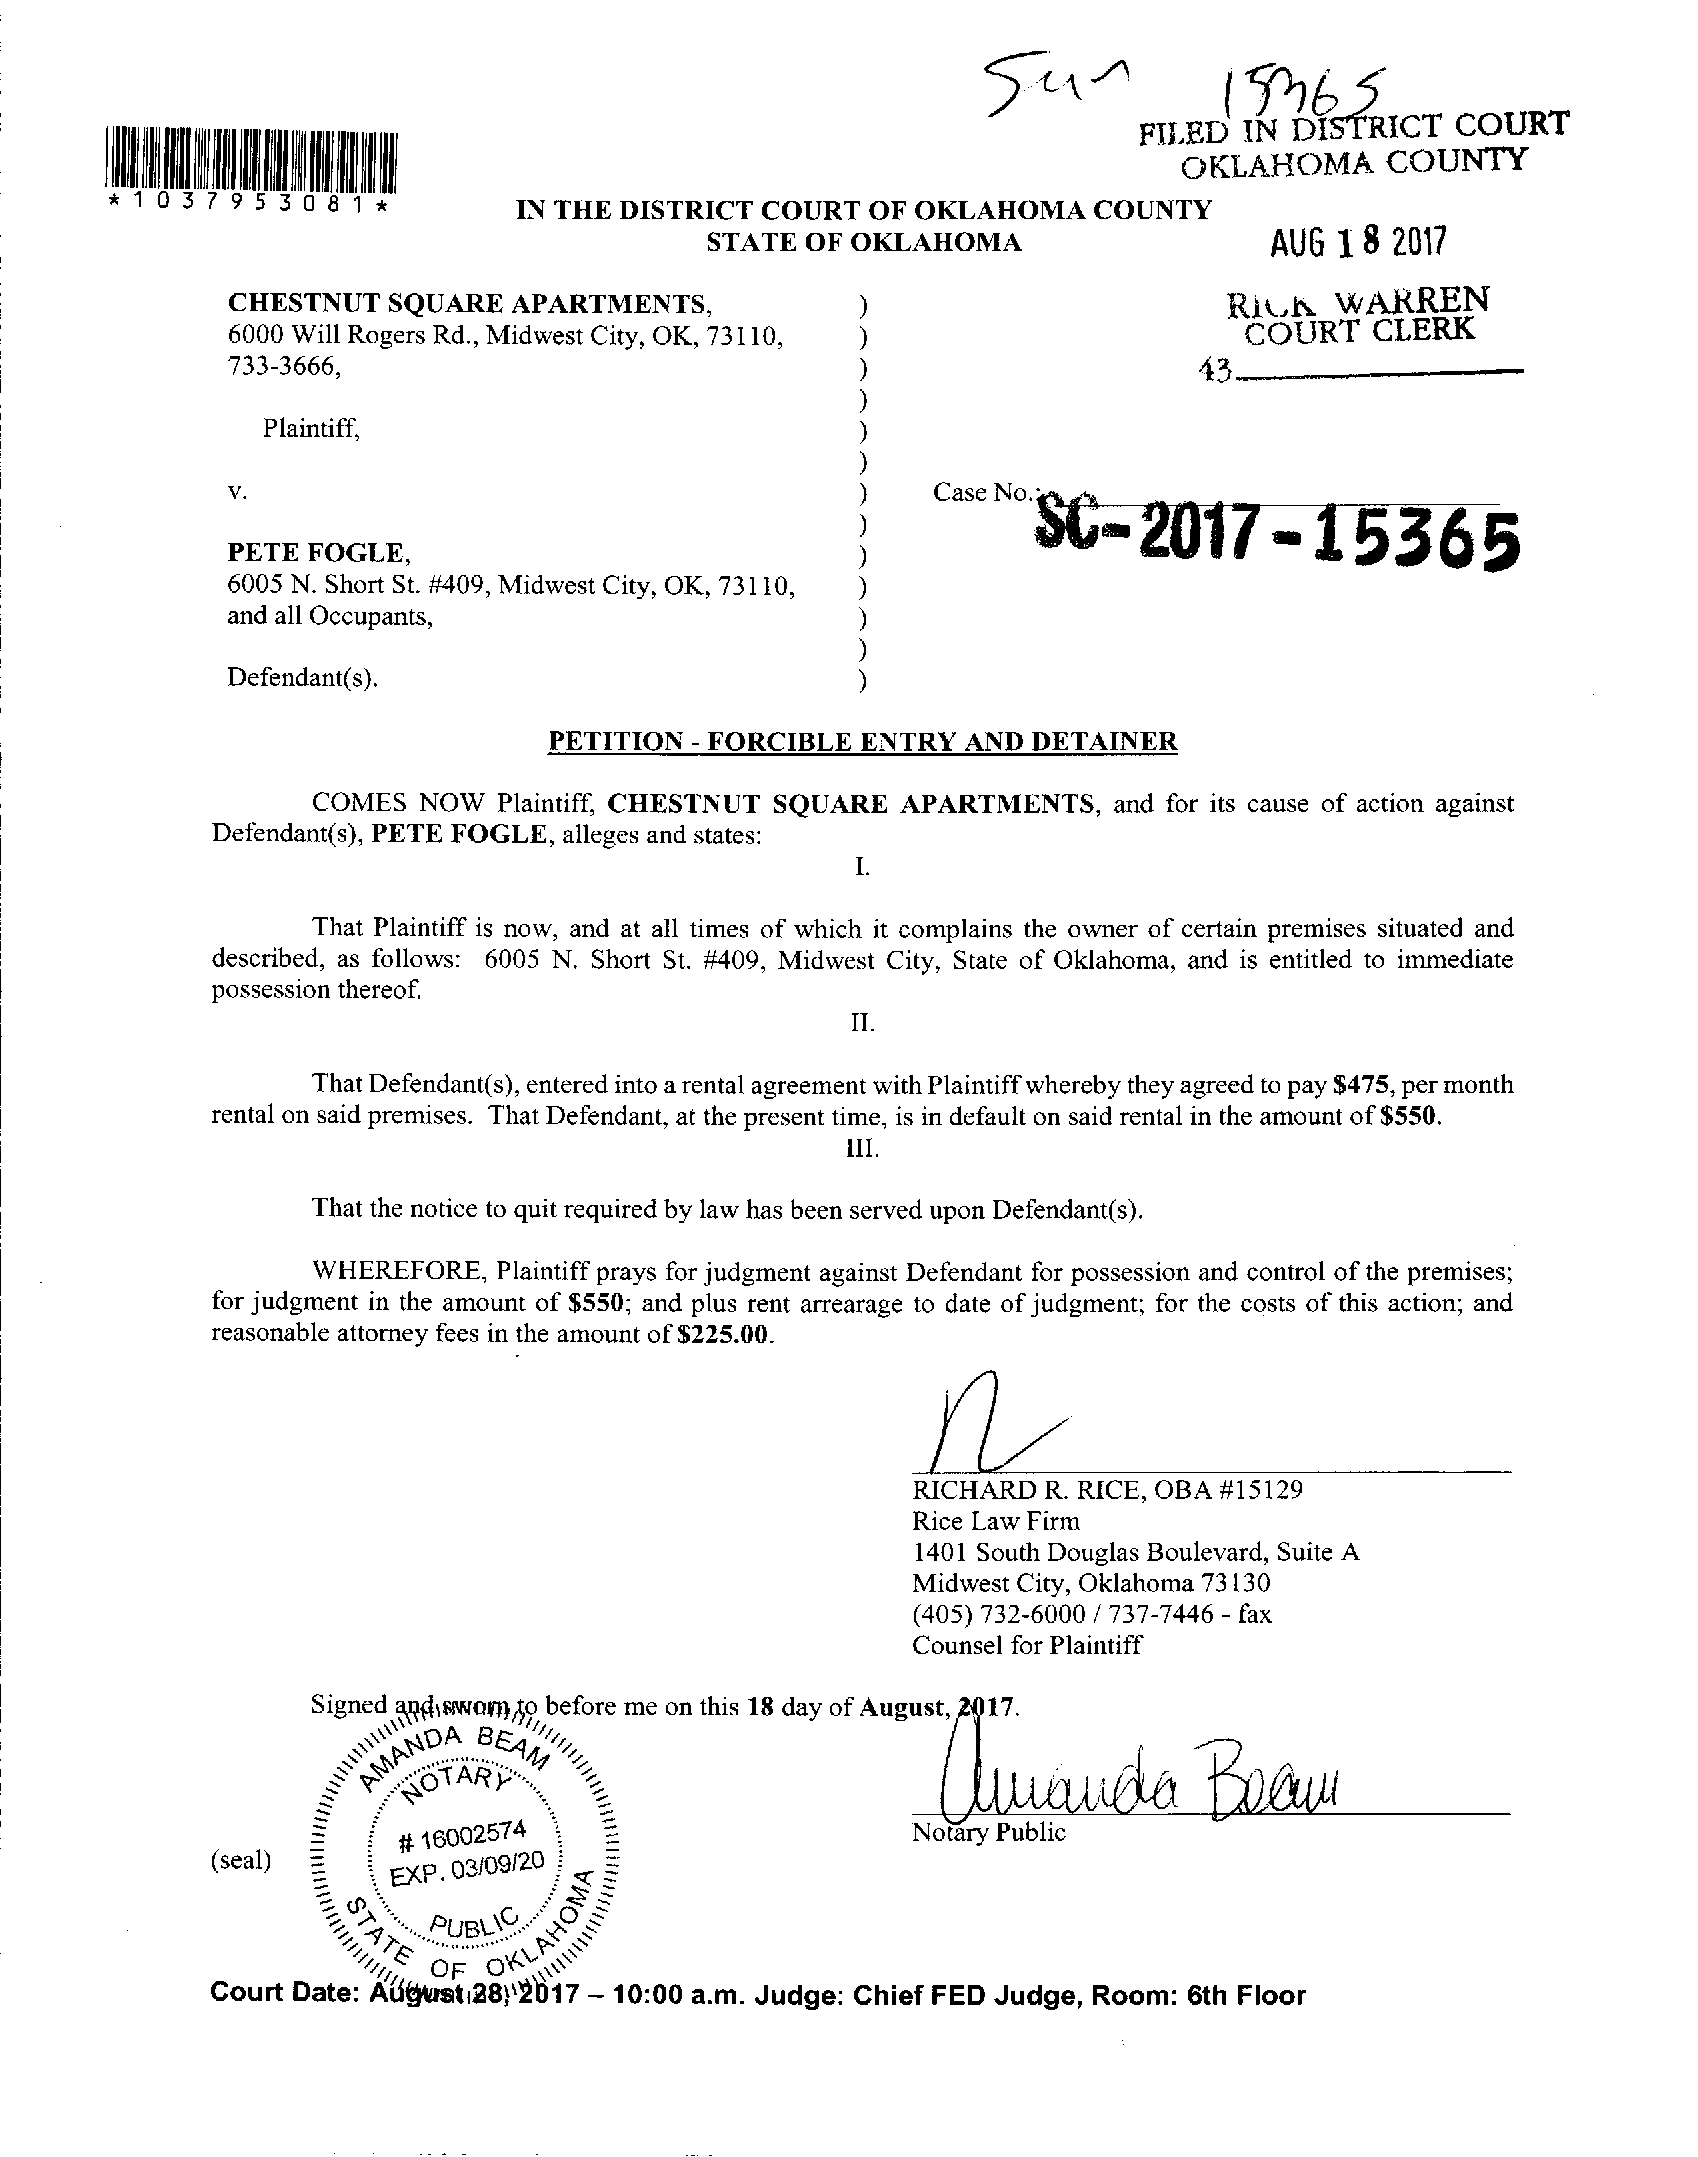 15365
FILED IN DISTRICT COURT
OKLAHOMA COUNTY
*1037953081*
IN THE DISTRICT COURT OF OKLAHOMA COUNTY
STATE OF OKLAHOMA
AUG 18 2017
RICK WARREN
COURT CLERK
43
CHESTNUT SQUARE APARTMENTS, )
6000 Will Rogers Rd., Midwest City, OK, 73110, )
733-3666, )
)
Plaintiff, )
)
v. ) Case No.: SC-2017-15365
)
PETE FOGLE, )
6005 N. Short St. #409, Midwest City, OK, 73110, )
and all Occupants, )
)
Defendant(s). )
PETITION - FORCIBLE ENTRY AND DETAINER
COMES NOW Plaintiff, CHESTNUT SQUARE APARTMENTS, and for its cause of action against
Defendant(s), PETE FOGLE, alleges and states:
I.
That Plaintiff is now, and at all times of which it complains the owner of certain premises situated and
described, as follows: 6005 N. Short St. #409, Midwest City, State of Oklahoma, and is entitled to immediate
possession thereof.
II.
That Defendant(s), entered into a rental agreement with Plaintiff whereby they agreed to pay $475, per month
rental on said premises. That Defendant, at the present time, is in default on said rental in the amount of $550.
III.
That the notice to quit required by law has been served upon Defendant(s).
WHEREFORE, Plaintiff prays for judgment against Defendant for possession and control of the premises;
for judgment in the amount of $550; and plus rent arrearage to date of judgment; for the costs of this action; and
reasonable attorney fees in the amount of $225.00.
RICHARD R. RICE, OBA #15129
Rice Law Firm
1401 South Douglas Boulevard, Suite A
Midwest City, Oklahoma 73130
(405) 732-6000 / 737-7446 - fax
Counsel for Plaintiff
Signed and sworn to before me on this 18 day of August, 2017.
AMANDA BEAM
NOTARY
# 16002574
EXP. 03/09/20
PUBLIC
STATE OF OKLAHOMA
Amanda Beam
Notary Public
(seal)
Court Date: August 28, 2017 – 10:00 a.m. Judge: Chief FED Judge, Room: 6th Floor